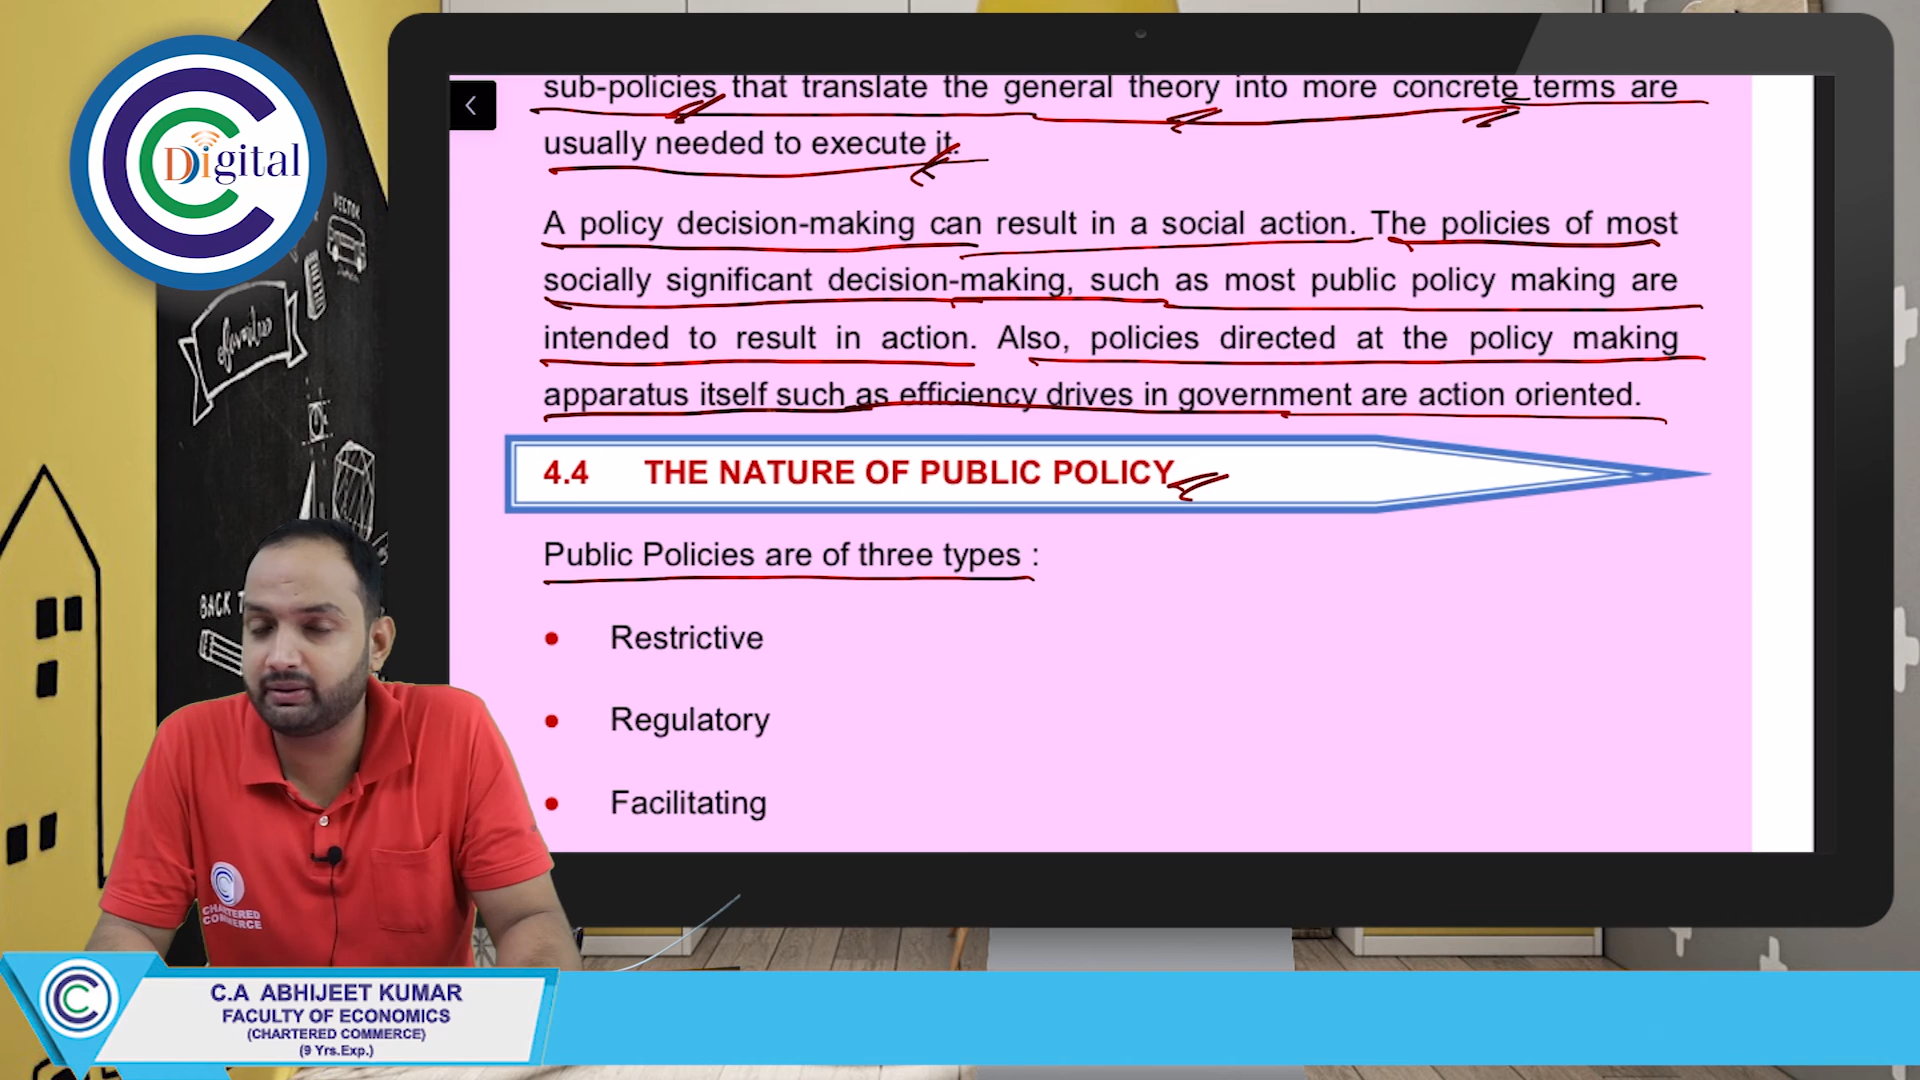 Digital
VECTOR
BACK T
sub-policies that translate the general theory into more concrete terms are
usually needed to execute it.
A policy decision-making can result in a social action. The policies of most
socially significant decision-making, such as most public policy making are
intended to result in action. Also, policies directed at the policy making
apparatus itself such as efficiency drives in government are action oriented.
4.4 THE NATURE OF PUBLIC POLICY
Public Policies are of three types :
• Restrictive
• Regulatory
• Facilitating
CHARTERED
COMMERCE
C.A ABHIJEET KUMAR
FACULTY OF ECONOMICS
(CHARTERED COMMERCE)
(9 Yrs.Exp.)